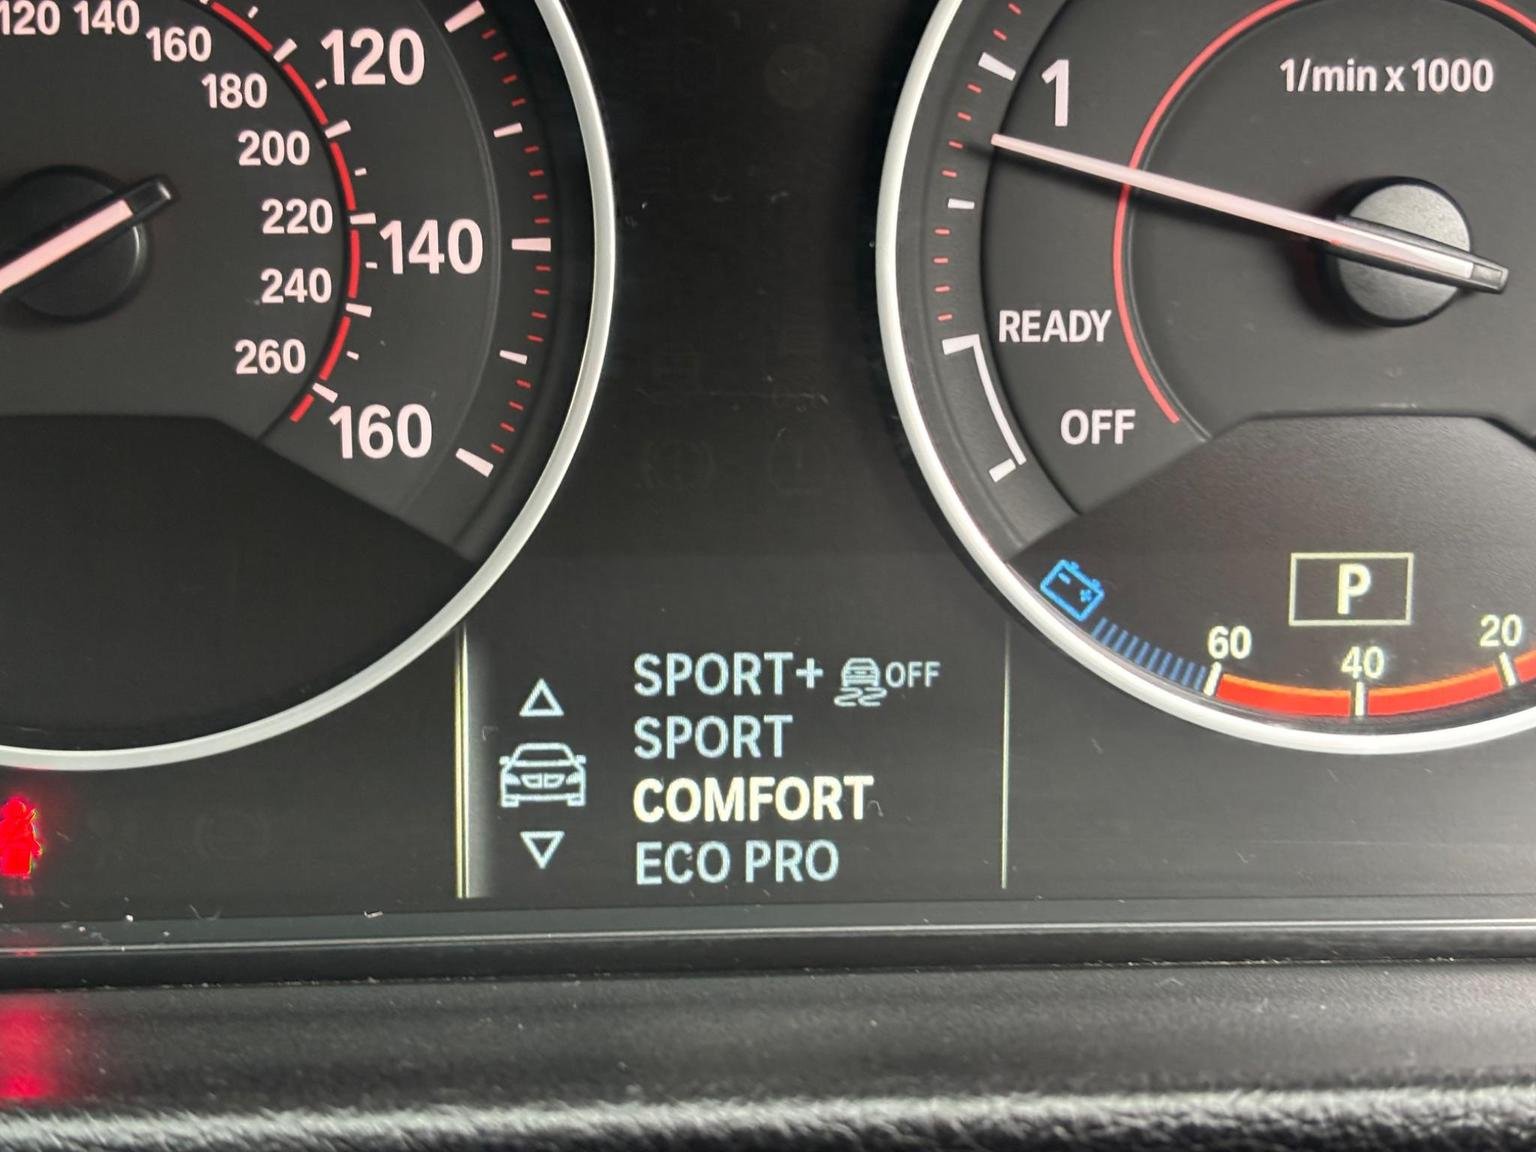 120 140
160
180
200
220
240
260
120
140
160
1/min x 1000
1
READY
OFF
P
60
40
20
SPORT+ OFF
SPORT
COMFORT
ECO PRO